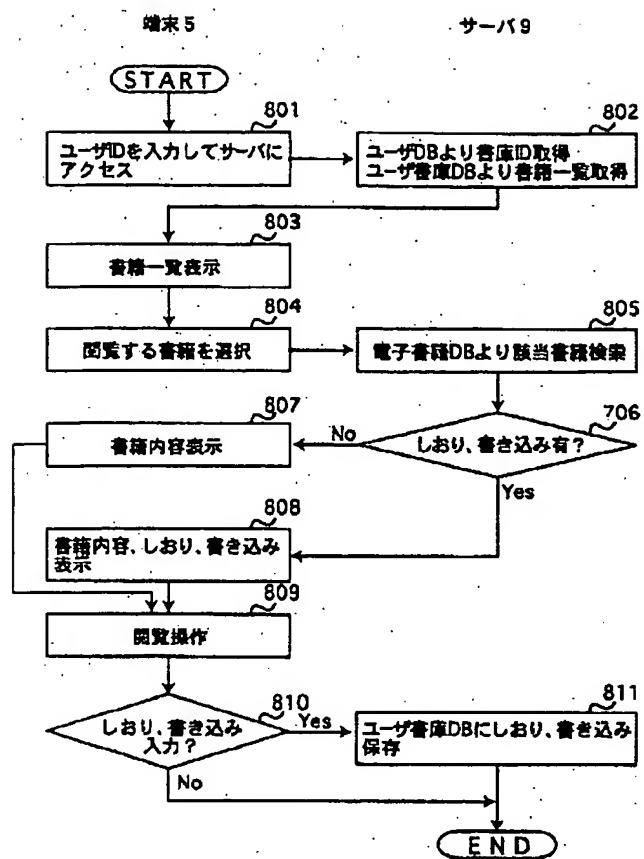 端末5
サーバ9
START
801
802
ユーザIDを入力してサーバに
アクセス
ユーザDBより書庫ID取得
ユーザ書庫DBより書籍一覧取得
803
書籍一覧表示
804
805
閲覧する書籍を選択
電子書籍DBより該当書籍検索
807
706
書籍内容表示
No
しおり、書き込み有?
Yes
808
書籍内容、しおり、書き込み
表示
809
閲覧操作
810
811
しおり、書き込み
入力?
Yes
ユーザ書庫DBにしおり、書き込み
保存
No
END